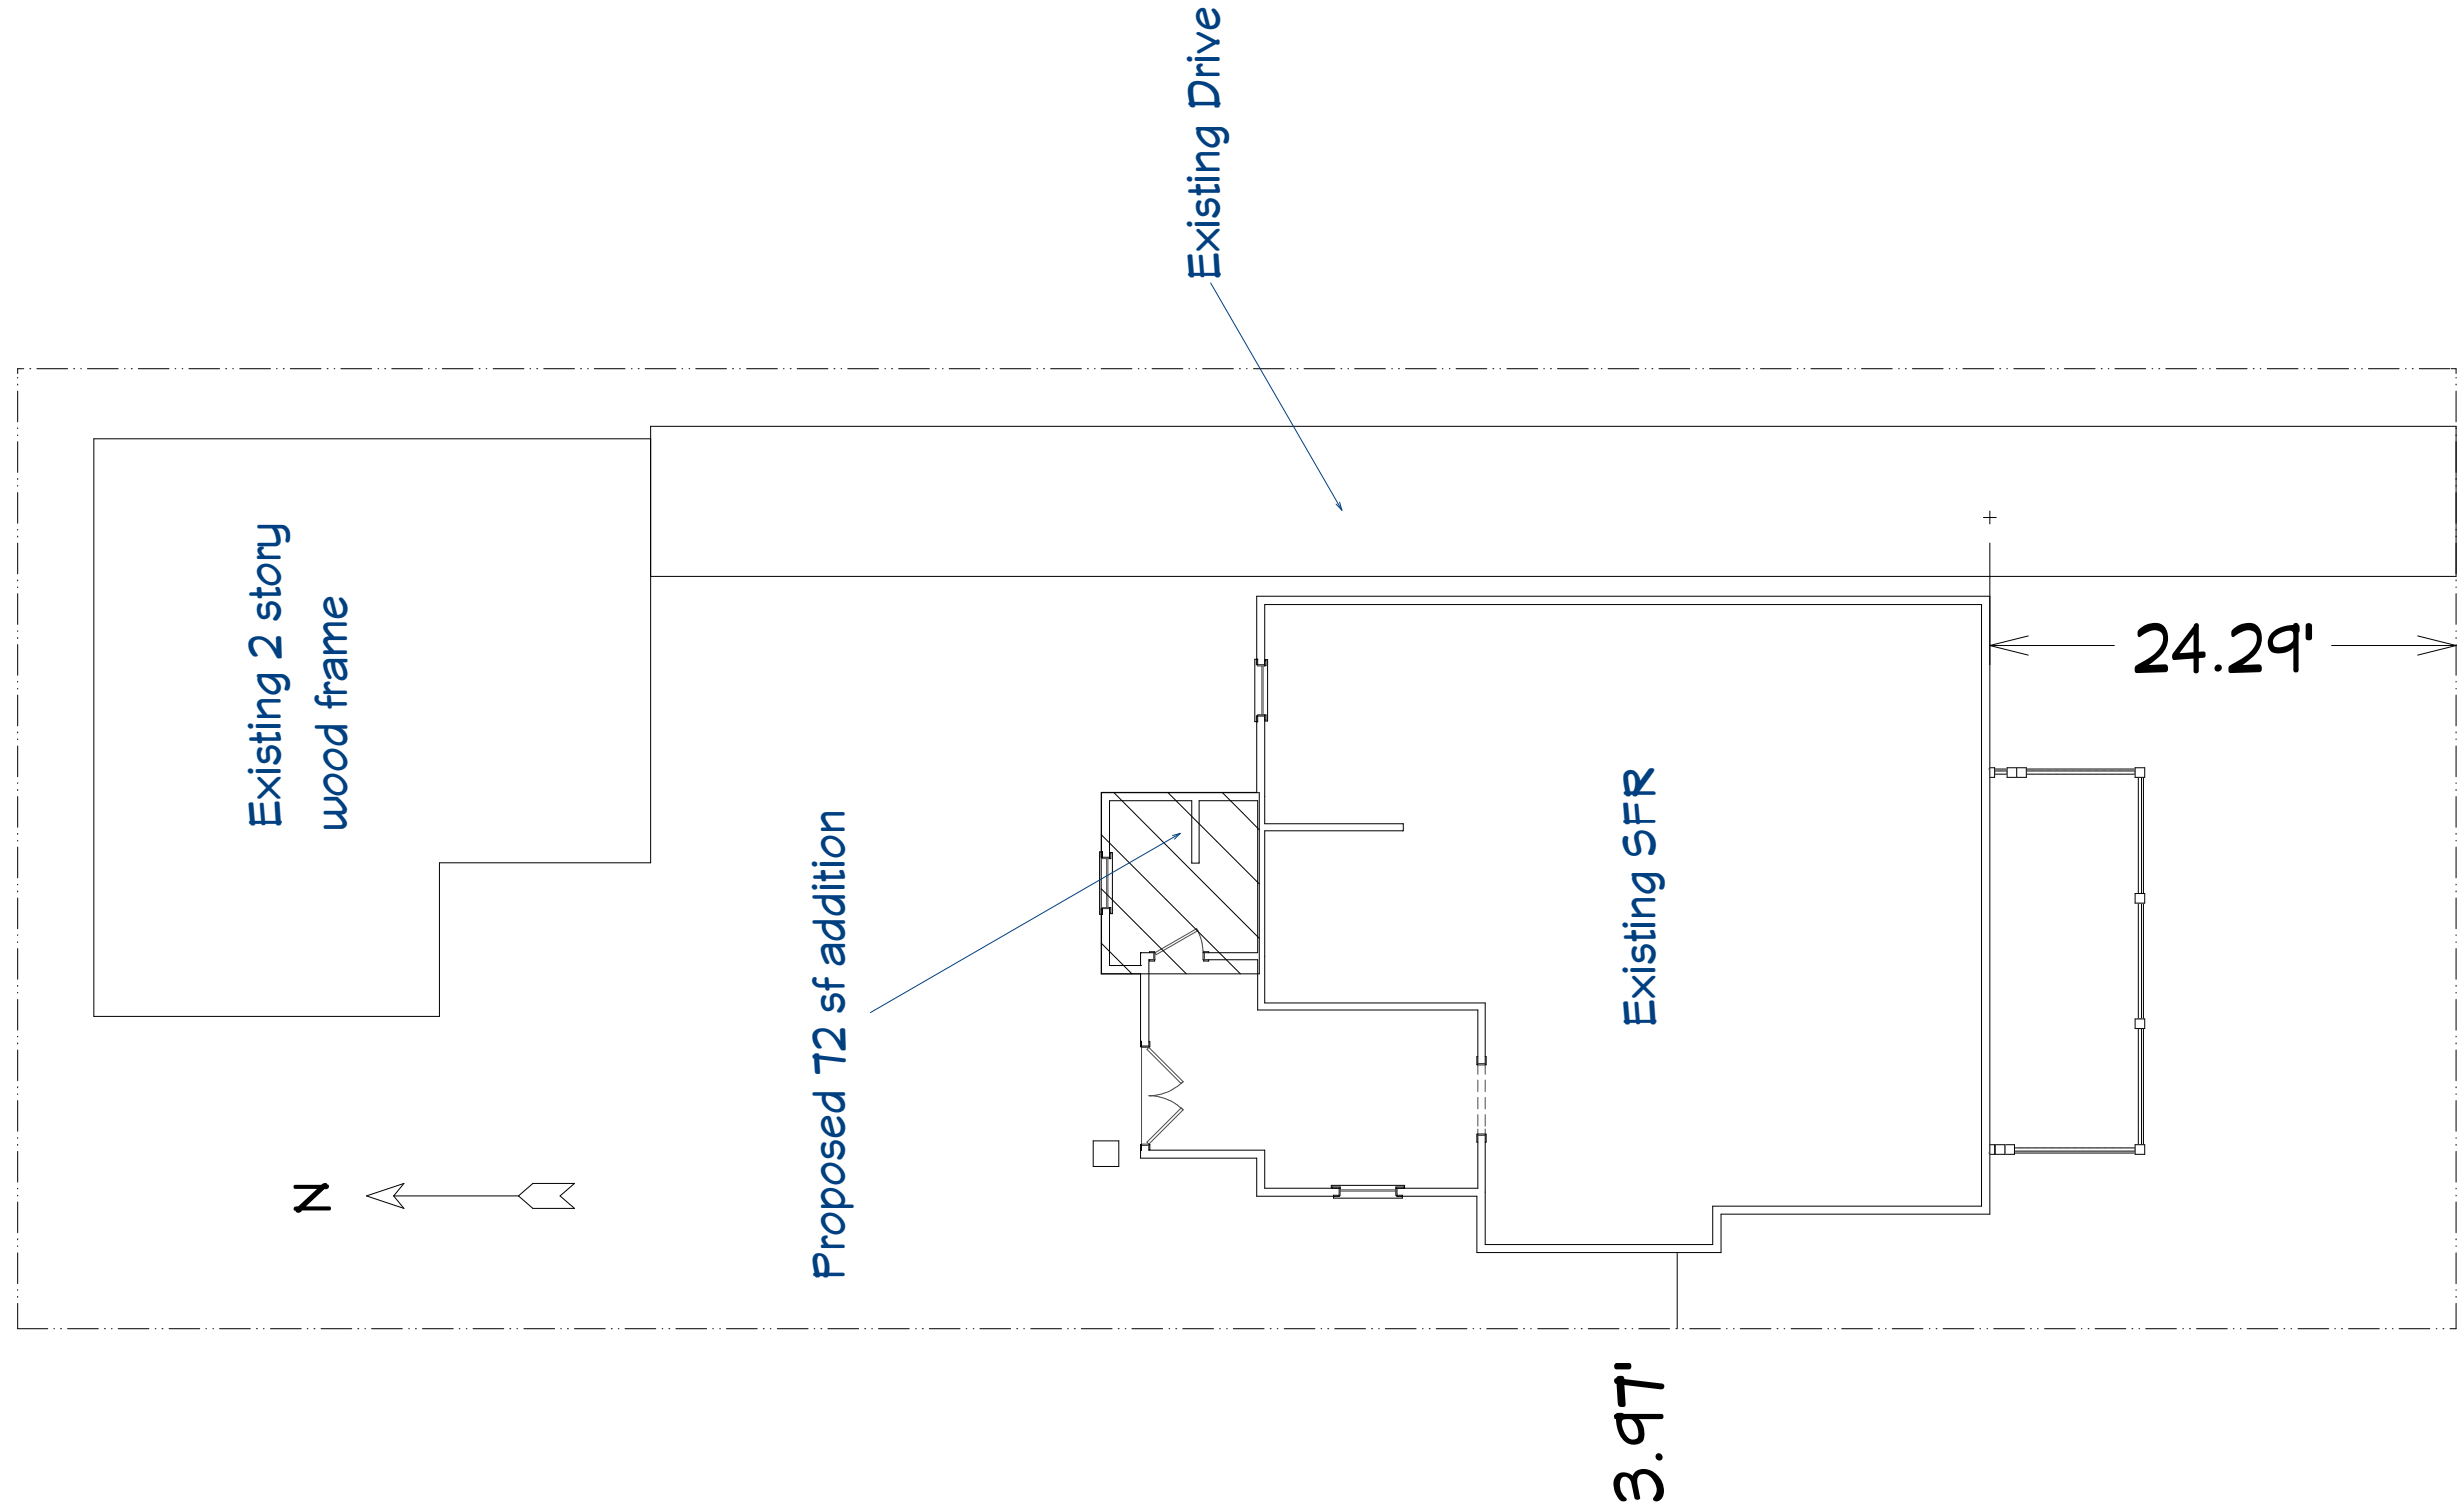 Existing Drive
Existing 2 story
wood frame
24.29'
Proposed 72 sf addition
Existing SFR
N
3.97'